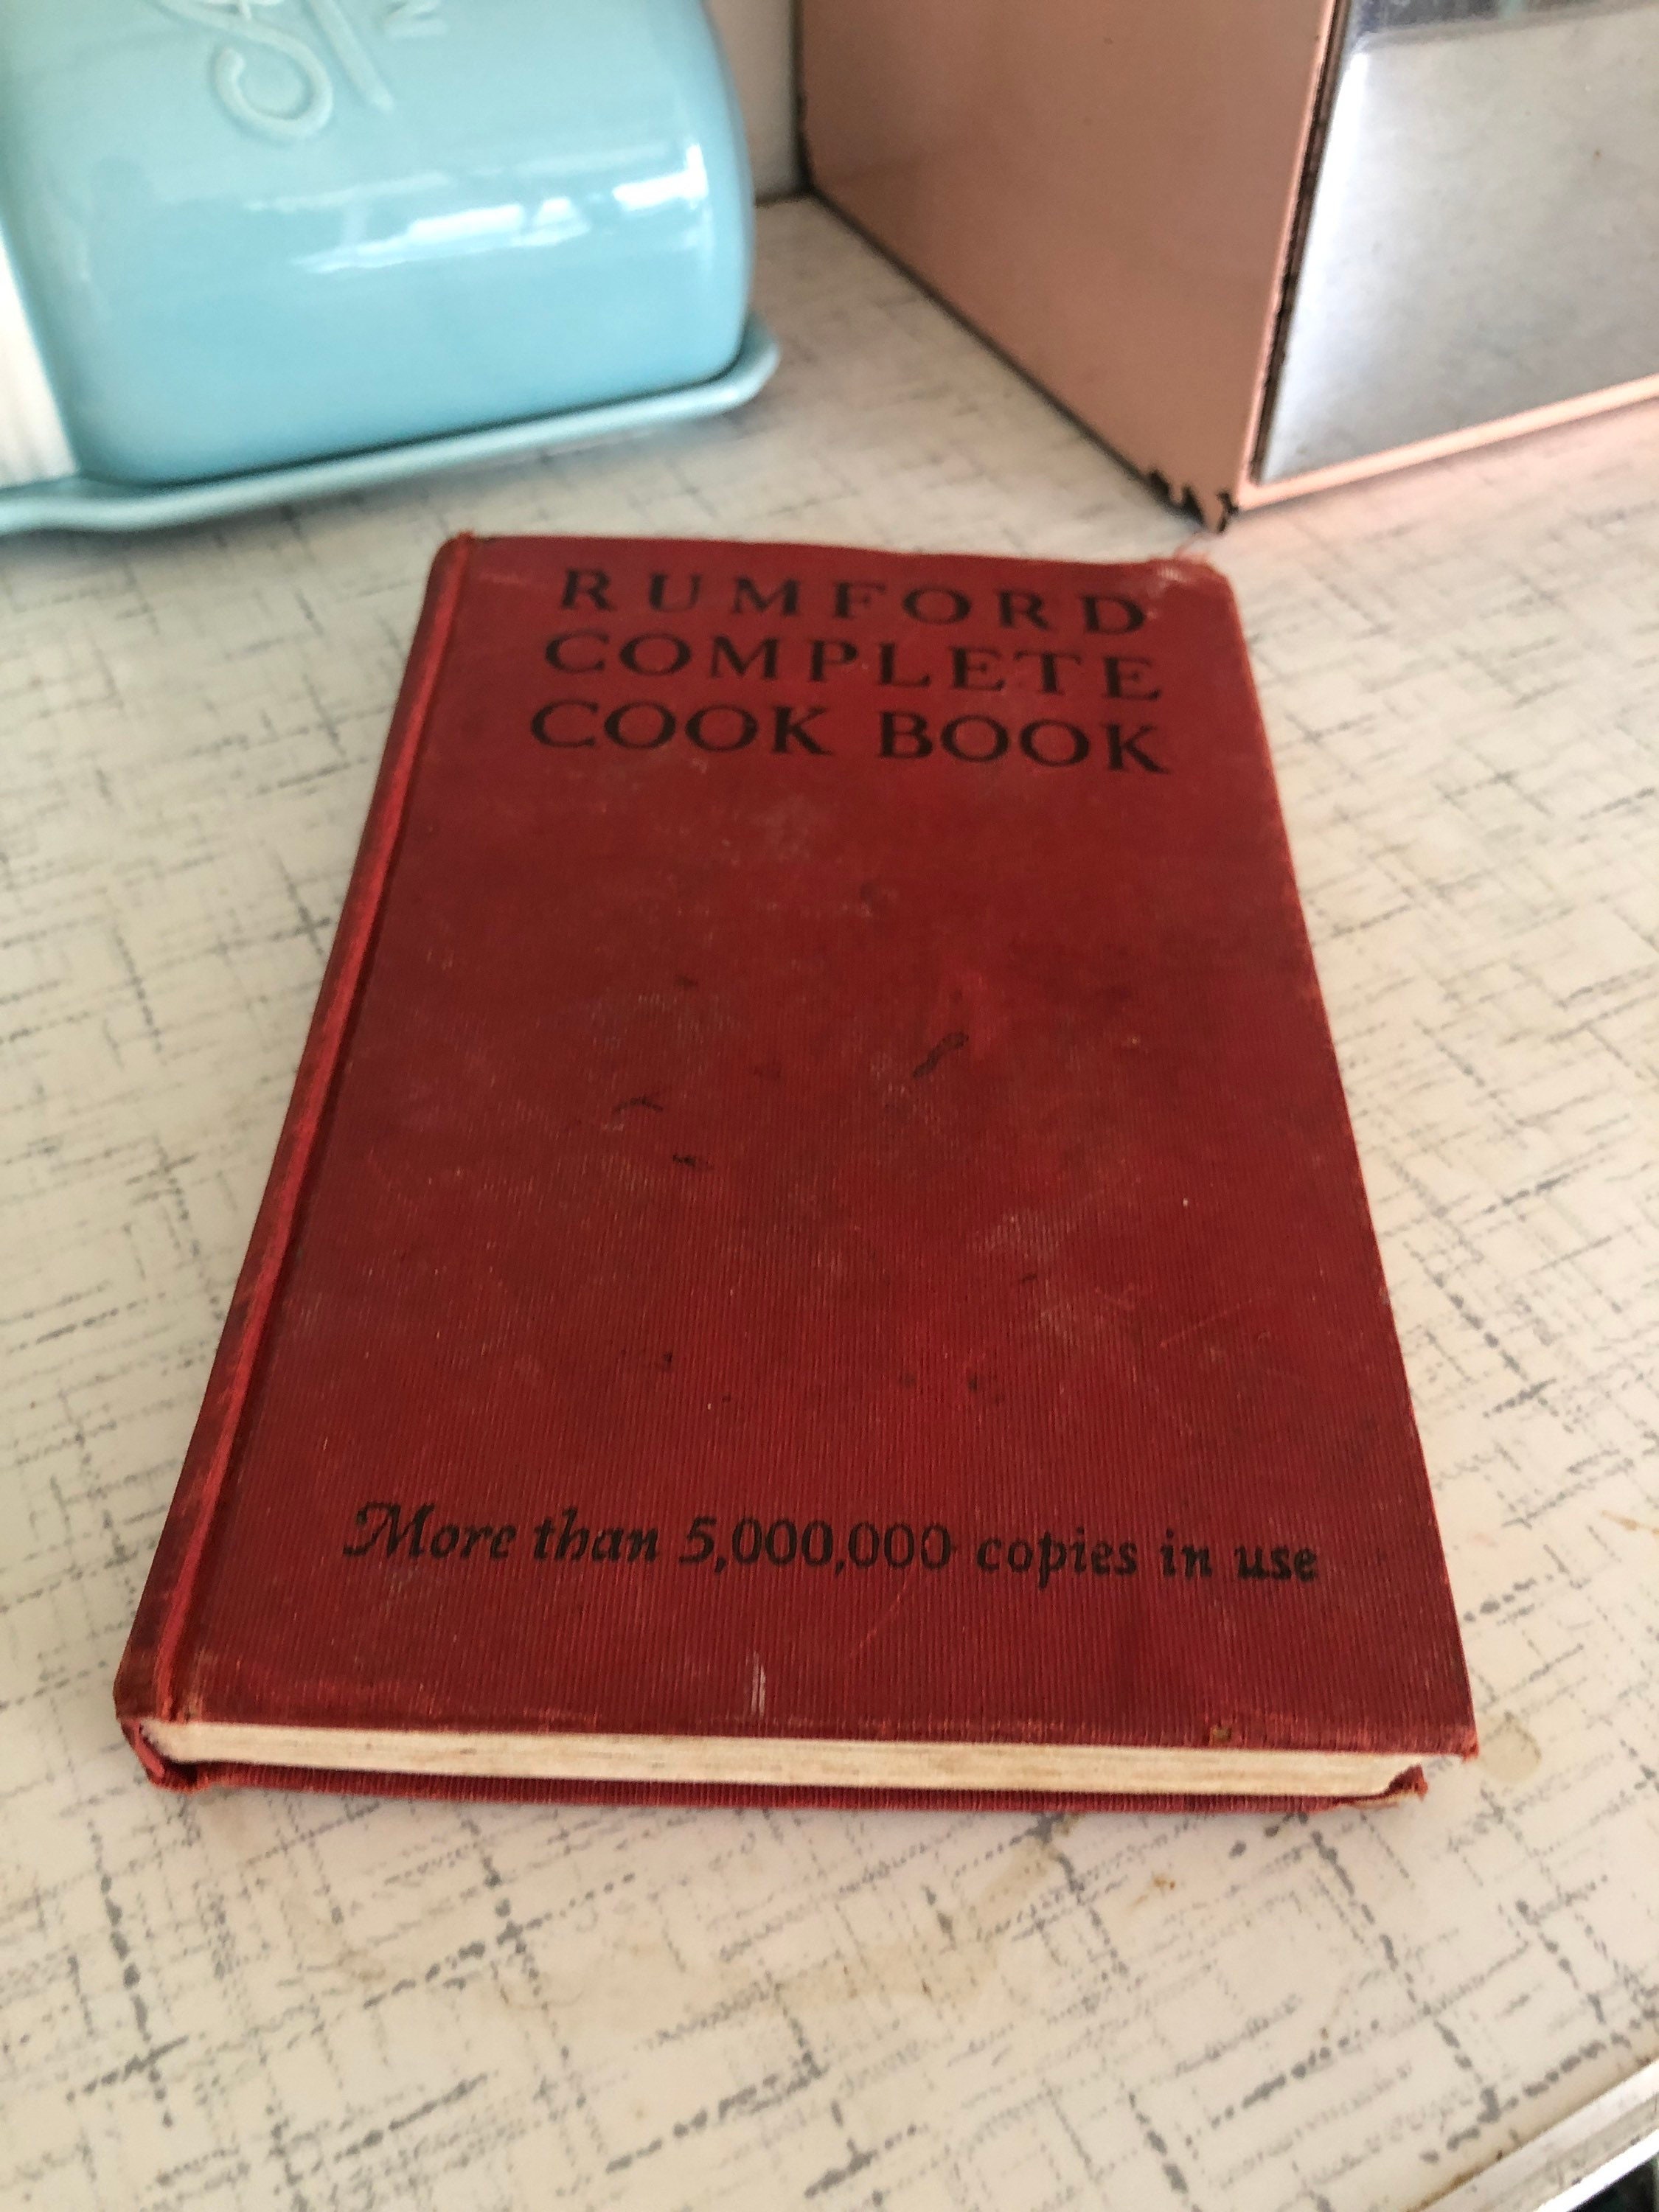 RUMFORD
COMPLETE
COOK BOOK
More than 5,000,000 copies in use